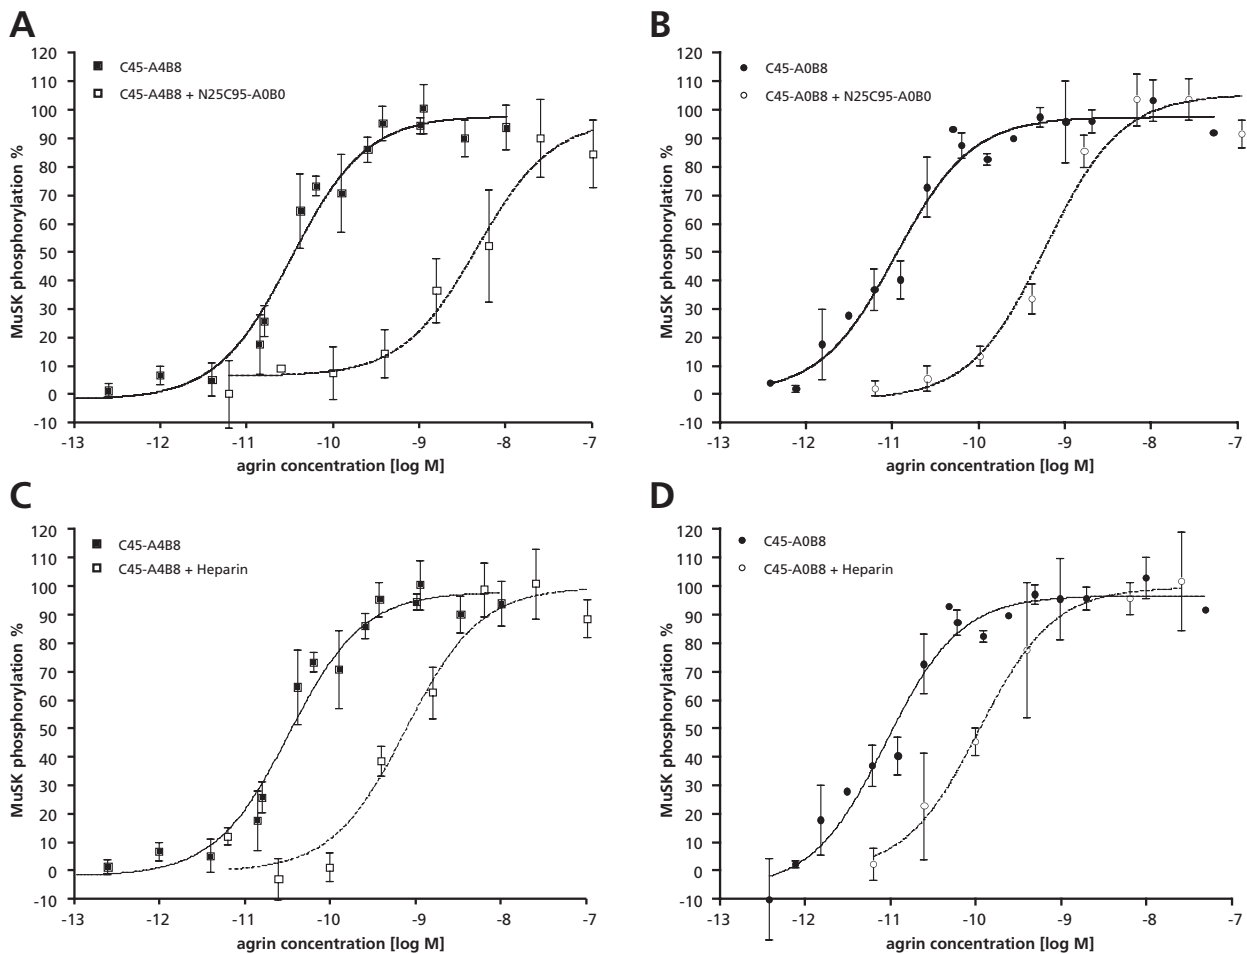 A
C45-A4B8
C45-A4B8 + N25C95-A0B0
MuSK phosphorylation %
120
110
100
90
80
70
60
50
40
30
20
10
0
-10
-13 -12 -11 -10 -9 -8 -7
agrin concentration [log M]
B
C45-A0B8
C45-A0B8 + N25C95-A0B0
MuSK phosphorylation %
120
110
100
90
80
70
60
50
40
30
20
10
0
-10
-13 -12 -11 -10 -9 -8 -7
agrin concentration [log M]
C
C45-A4B8
C45-A4B8 + Heparin
MuSK phosphorylation %
120
110
100
90
80
70
60
50
40
30
20
10
0
-10
-13 -12 -11 -10 -9 -8 -7
agrin concentration [log M]
D
C45-A0B8
C45-A0B8 + Heparin
MuSK phosphorylation %
120
110
100
90
80
70
60
50
40
30
20
10
0
-10
-13 -12 -11 -10 -9 -8 -7
agrin concentration [log M]